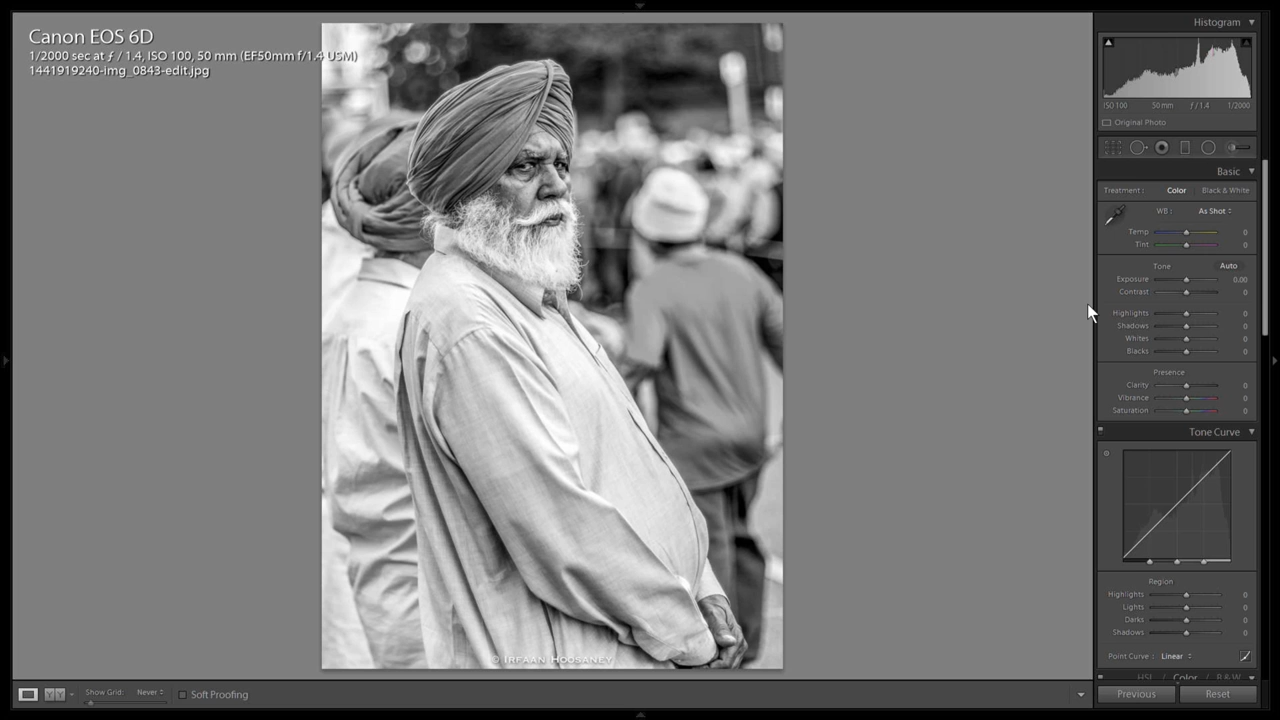 Canon EOS 6D
1/2000 sec at ƒ / 1.4, ISO 100, 50 mm (EF50mm f/1.4 USM)
1441919240-img_0843-edit.jpg
© IRFAAN HOOSANEY
Histogram
ISO 100 50 mm ƒ / 1.4 1/2000
Original Photo
Basic
Treatment : Color Black & White
WB : As Shot
Temp 0
Tint 0
Tone Auto
Exposure 0.00
Contrast 0
Highlights 0
Shadows 0
Whites 0
Blacks 0
Presence
Clarity 0
Vibrance 0
Saturation 0
Tone Curve
Region
Highlights 0
Lights 0
Darks 0
Shadows 0
Point Curve : Linear
HSL / Color / B & W
Previous Reset
Show Grid: Never Soft Proofing